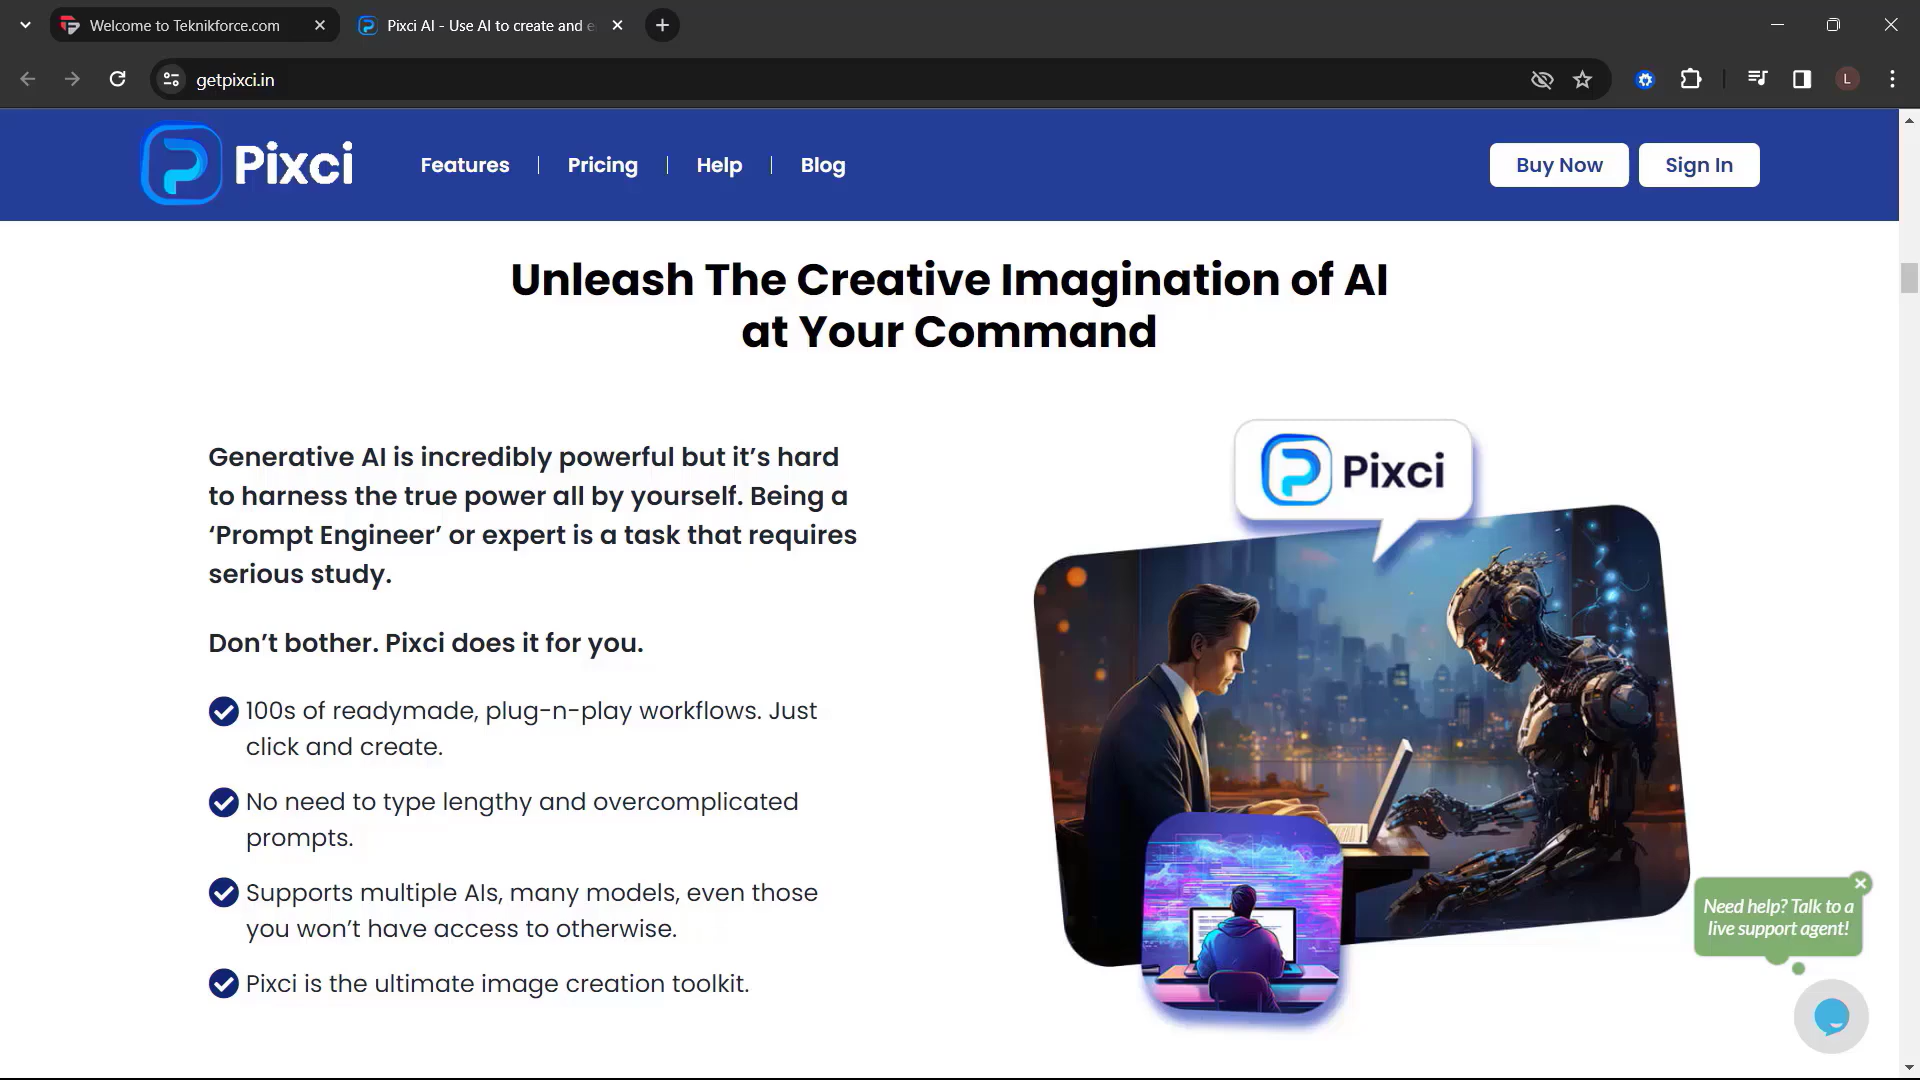 Welcome to Teknikforce.com
Pixci AI - Use AI to create and e
getpixci.in
L
Pixci
Features
Pricing
Help
Blog
Buy Now
Sign In
Unleash The Creative Imagination of AI
at Your Command
Generative AI is incredibly powerful but it’s hard
to harness the true power all by yourself. Being a
‘Prompt Engineer’ or expert is a task that requires
serious study.
Don’t bother. Pixci does it for you.
100s of readymade, plug-n-play workflows. Just
click and create.
No need to type lengthy and overcomplicated
prompts.
Supports multiple AIs, many models, even those
you won’t have access to otherwise.
Pixci is the ultimate image creation toolkit.
Pixci
Need help? Talk to a
live support agent!